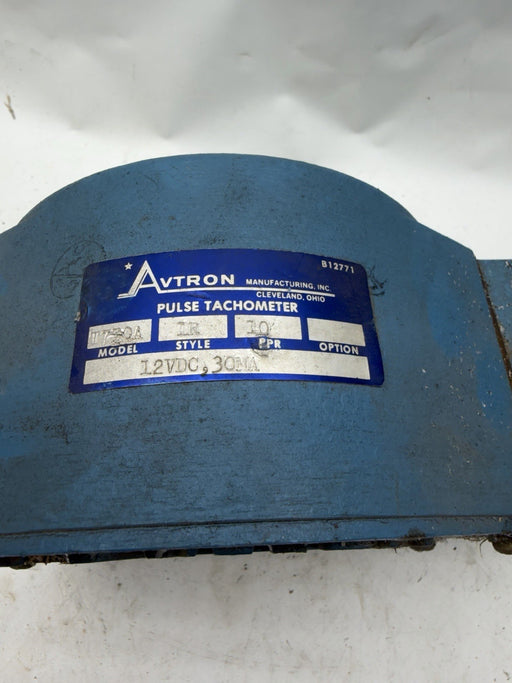 B12771
AVTRON MANUFACTURING, INC.
CLEVELAND, OHIO
PULSE TACHOMETER
1R 10
MODEL STYLE PPR OPTION
12VDC,30MA